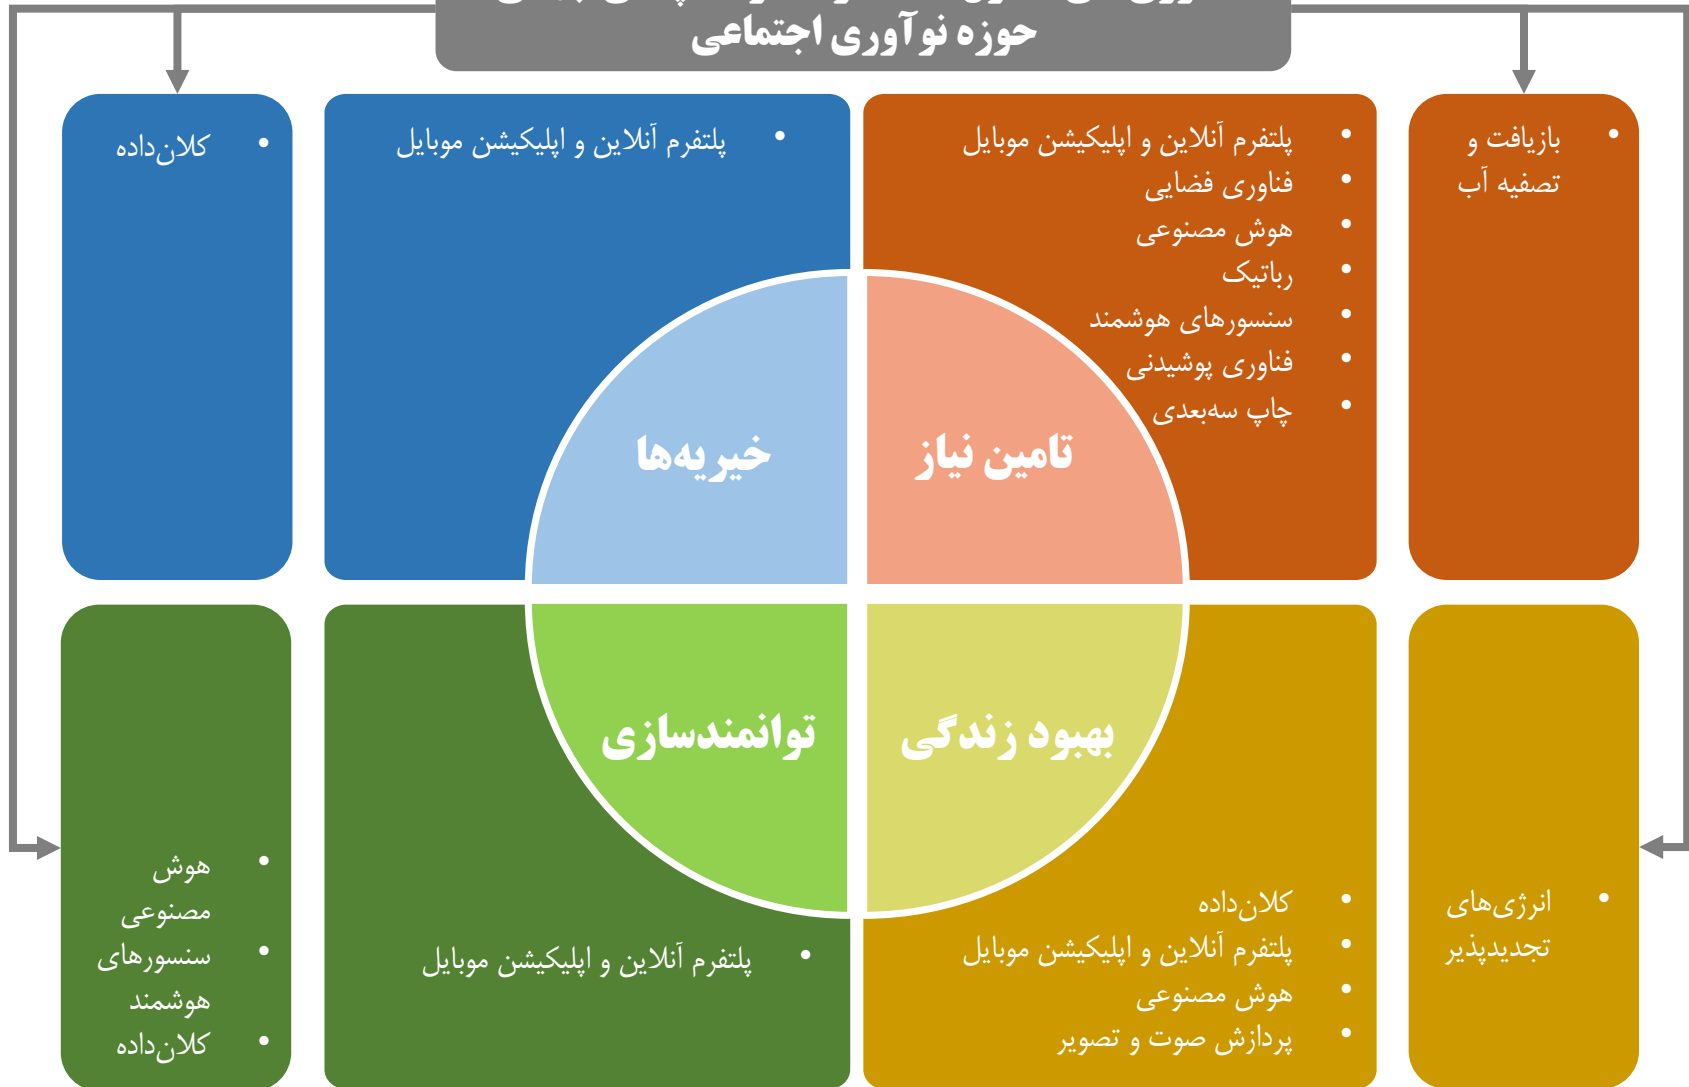 حوزه نوآوری اجتماعی
• بازیافت و
تصفیه آب
• پلتفرم آنلاین و اپلیکیشن موبایل
• فناوری فضایی
• هوش مصنوعی
• رباتیک
• سنسورهای هوشمند
• فناوری پوشیدنی
• چاپ سه‌بعدی
تامین نیاز
• پلتفرم آنلاین و اپلیکیشن موبایل
خیریه‌ها
• کلان‌داده
• انرژی‌های
تجدیدپذیر
بهبود زندگی
• کلان‌داده
• پلتفرم آنلاین و اپلیکیشن موبایل
• هوش مصنوعی
• پردازش صوت و تصویر
توانمندسازی
• پلتفرم آنلاین و اپلیکیشن موبایل
• هوش
مصنوعی
• سنسورهای
هوشمند
• کلان‌داده